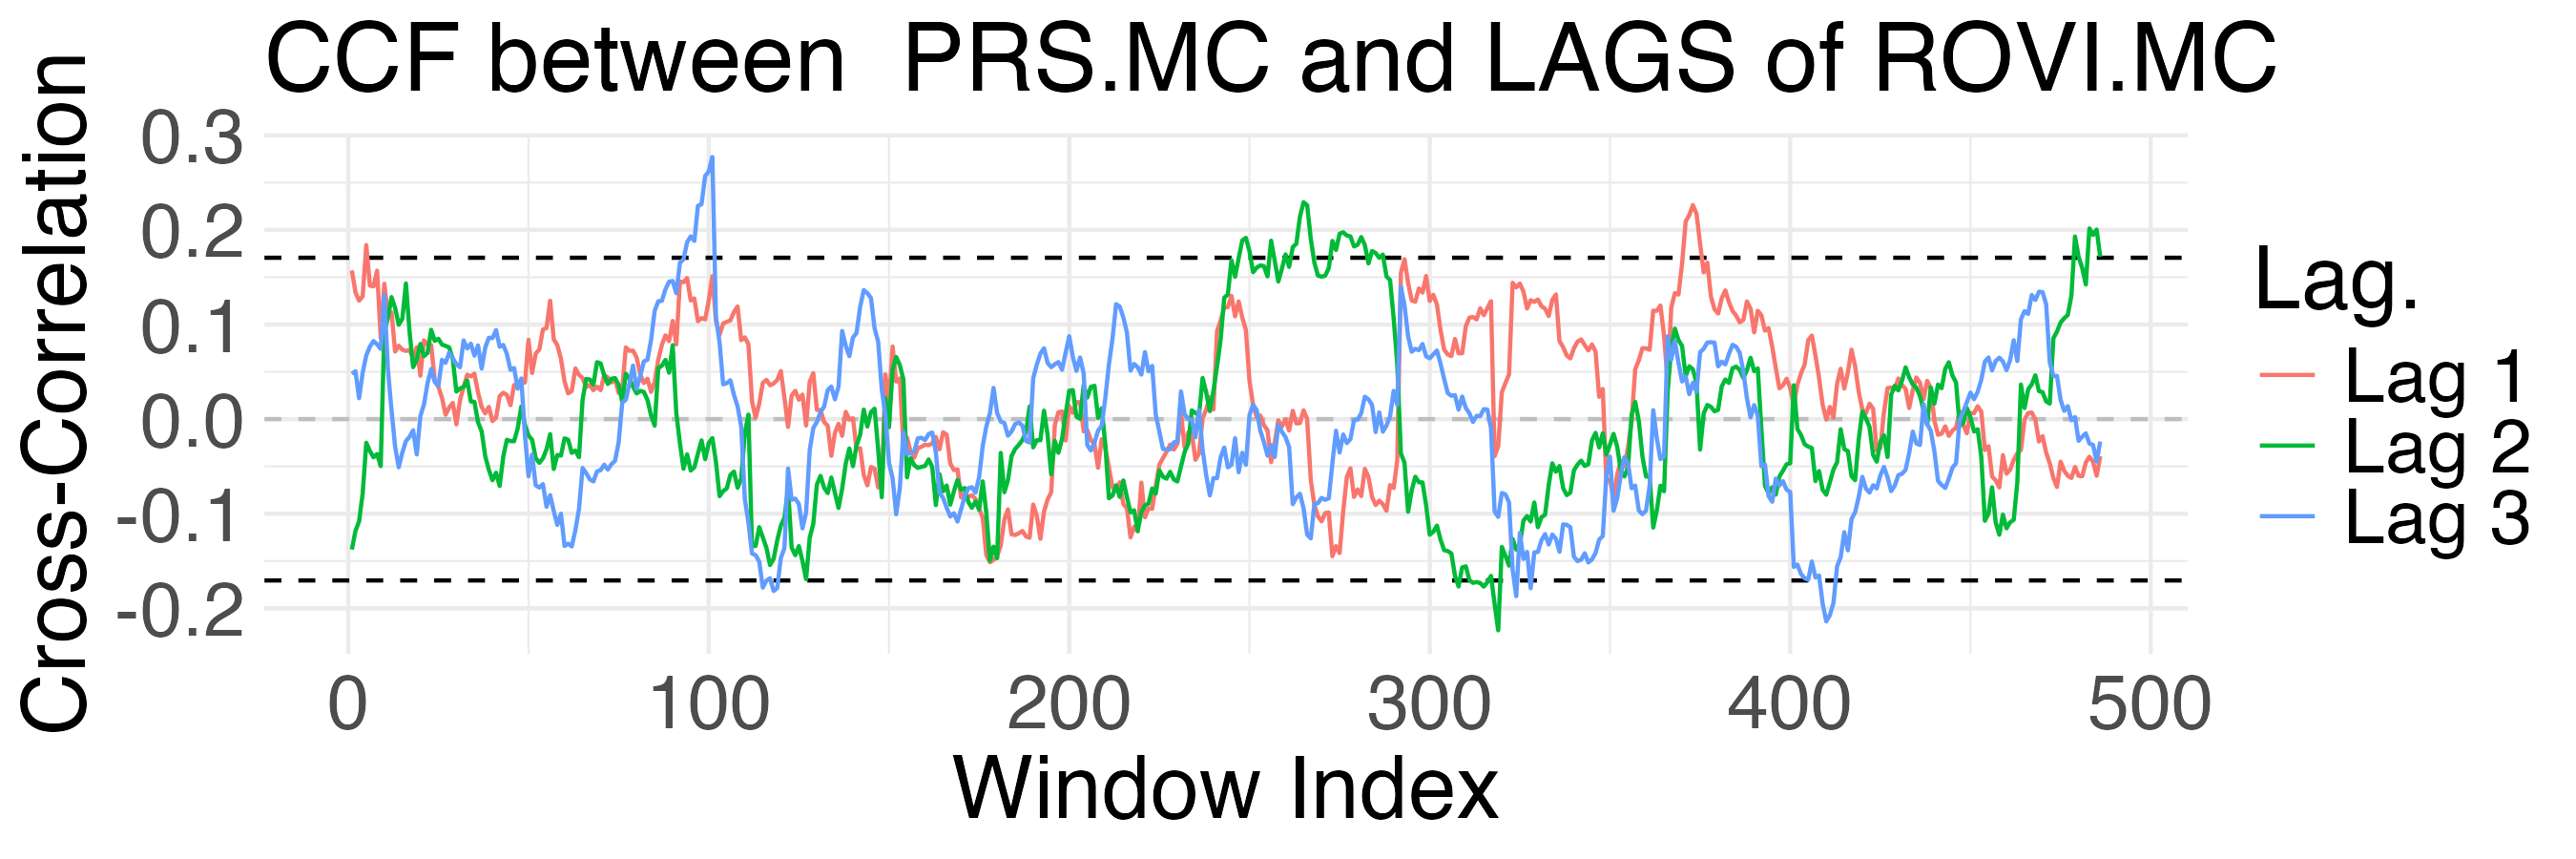 CCF between  PRS.MC and LAGS of ROVI.MC
Cross-Correlation
0.3
0.2
0.1
0.0
-0.1
-0.2
0 100 200 300 400 500
Window Index
Lag.
Lag 1
Lag 2
Lag 3